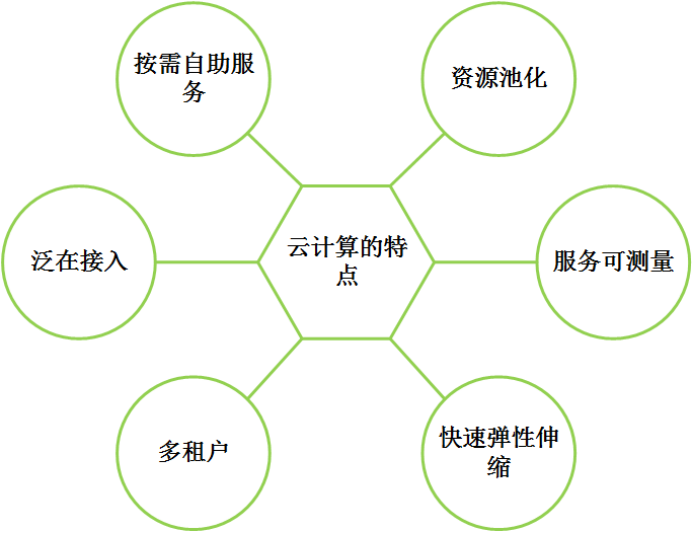 按需自助服
务
资源池化
泛在接入
云计算的特
点
服务可测量
多租户
快速弹性伸
缩